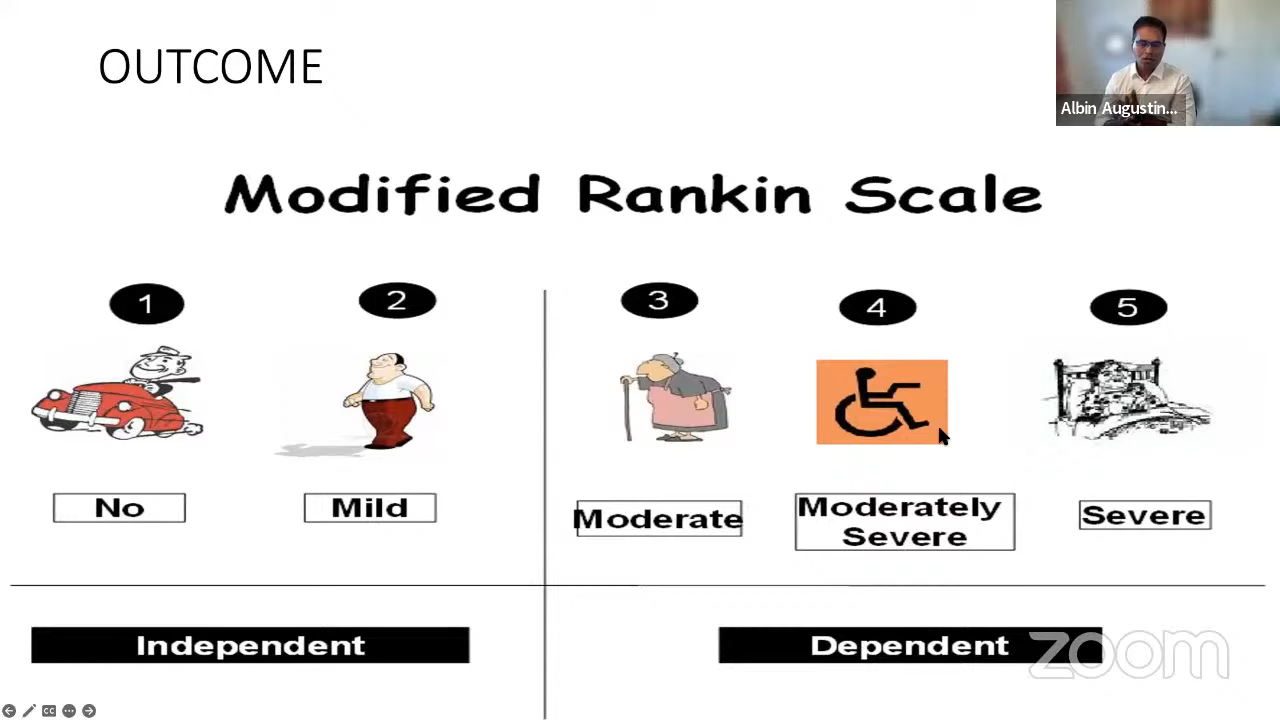 OUTCOME
Albin Augustin...
Modified Rankin Scale
1 2 3 4 5
No Mild Moderate Moderately Severe Severe
Independent Dependent
zoom
CC